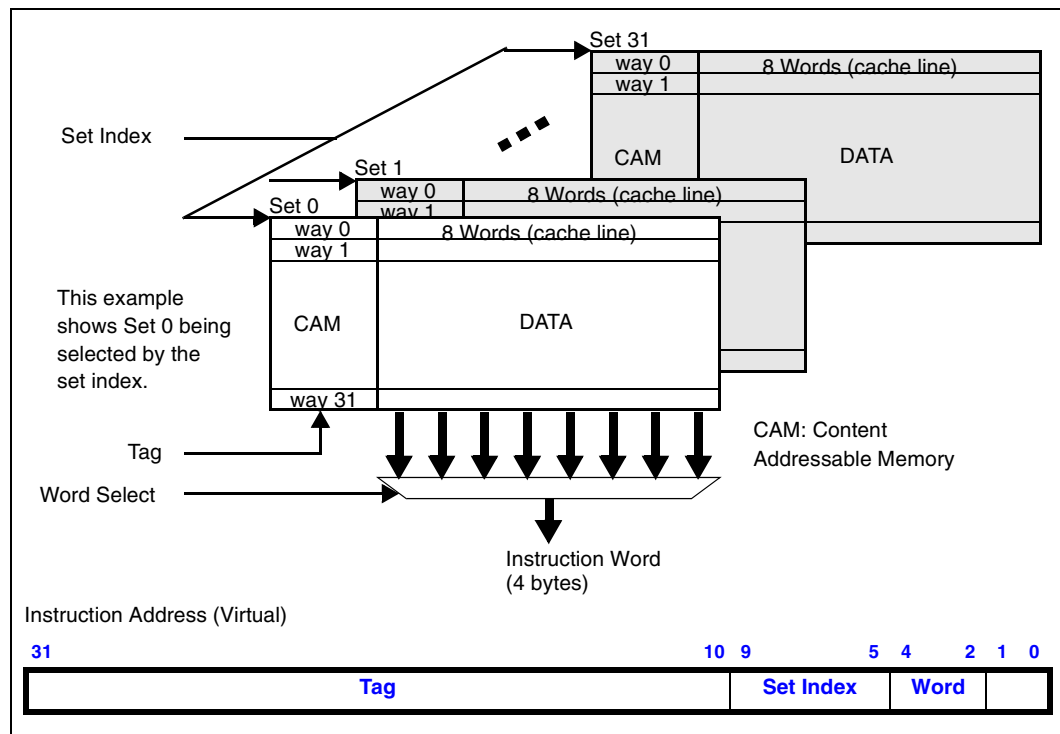 Set 31
way 0
8 Words (cache line)
way 1
Set Index
CAM
DATA
Set 1
way 0
8 Words (cache line)
way 1
Set 0
way 0
8 Words (cache line)
way 1
This example
shows Set 0 being
selected by the
set index.
CAM
DATA
way 31
Tag
CAM: Content
Addressable Memory
Word Select
Instruction Word
(4 bytes)
Instruction Address (Virtual)
31 10 9 5 4 2 1 0
Tag Set Index Word